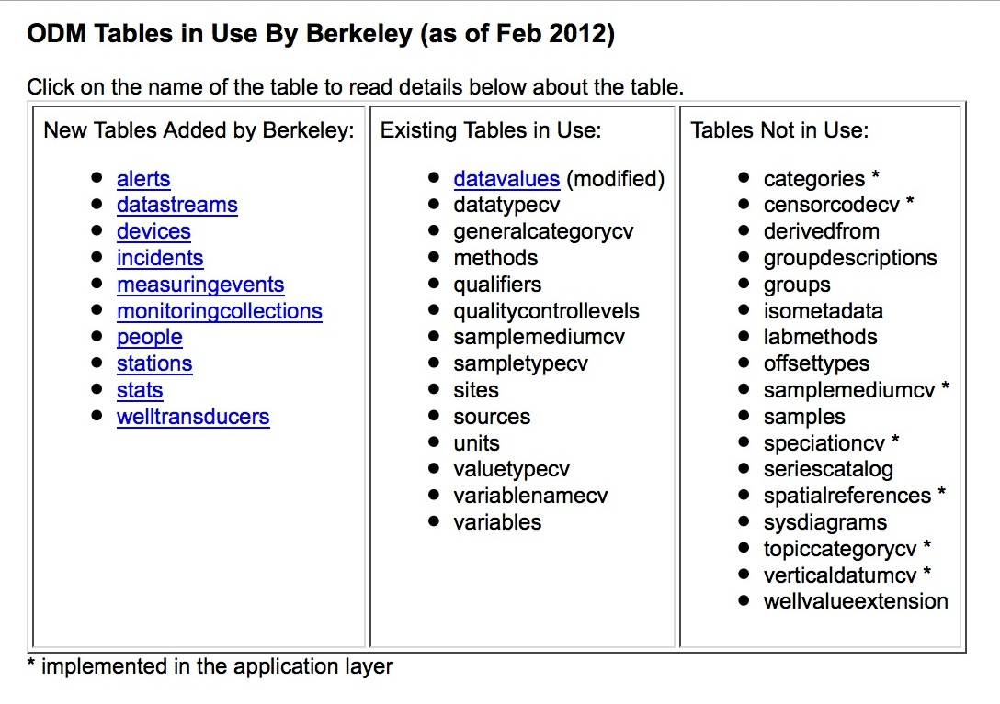 ODM Tables in Use By Berkeley (as of Feb 2012)
Click on the name of the table to read details below about the table.
New Tables Added by Berkeley:
alerts
datastreams
devices
incidents
measuringevents
monitoringcollections
people
stations
stats
welltransducers
Existing Tables in Use:
datavalues (modified)
datatypecv
generalcategorycv
methods
qualifiers
qualitycontrollevels
samplemediumcv
sampletypecv
sites
sources
units
valuetypecv
variablenamecv
variables
Tables Not in Use:
categories *
censorcodecv *
derivedfrom
groupdescriptions
groups
isometadata
labmethods
offsettypes
samplemediumcv *
samples
speciationcv *
seriescatalog
spatialreferences *
sysdiagrams
topiccategorycv *
verticaldatumcv *
wellvalueextension
* implemented in the application layer